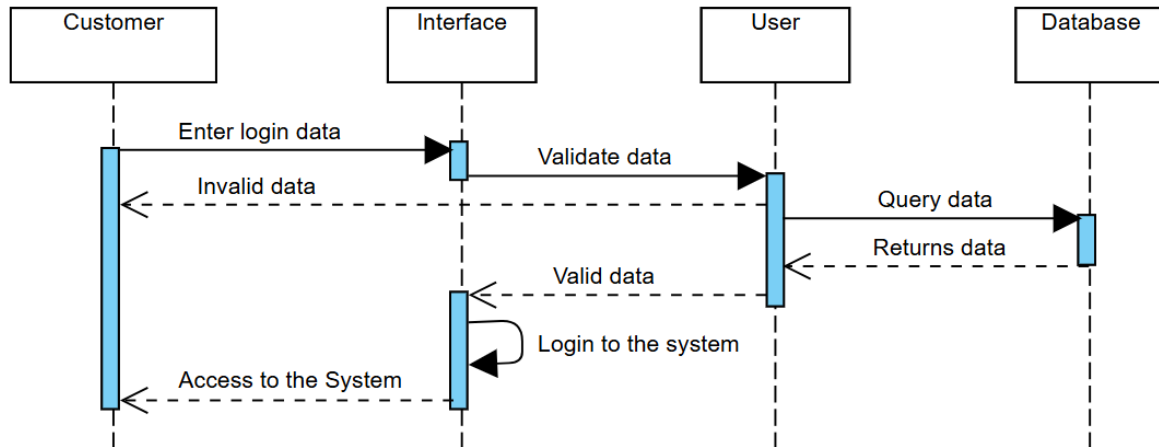 Customer
Interface
User
Database
Enter login data
Validate data
Invalid data
Query data
Returns data
Valid data
Login to the system
Access to the System